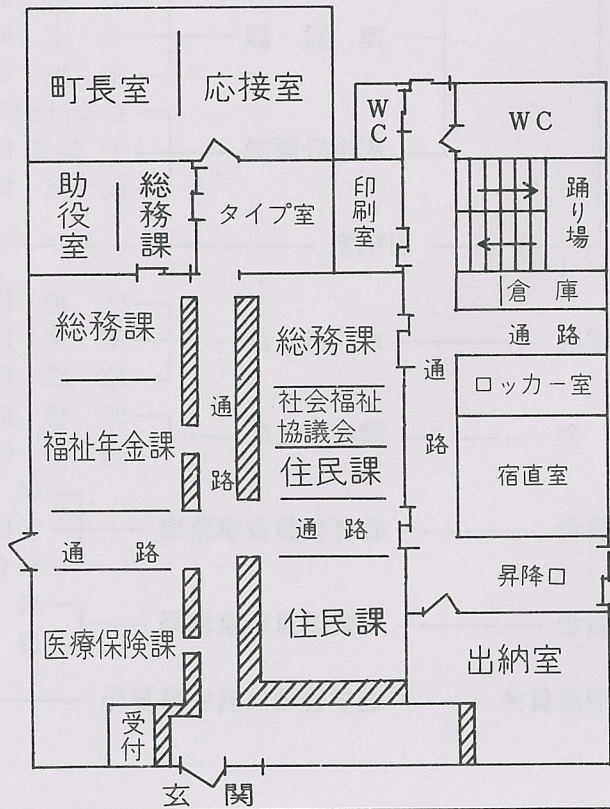 町長室
応接室
WC
WC
助役室
総務課
タイプ室
印刷室
踊り場
倉庫
総務課
総務課
通路
通路
通路
社会福祉
協議会
ロッカー室
福祉年金課
住民課
宿直室
通路
通路
昇降口
医療保険課
住民課
出納室
受付
玄関